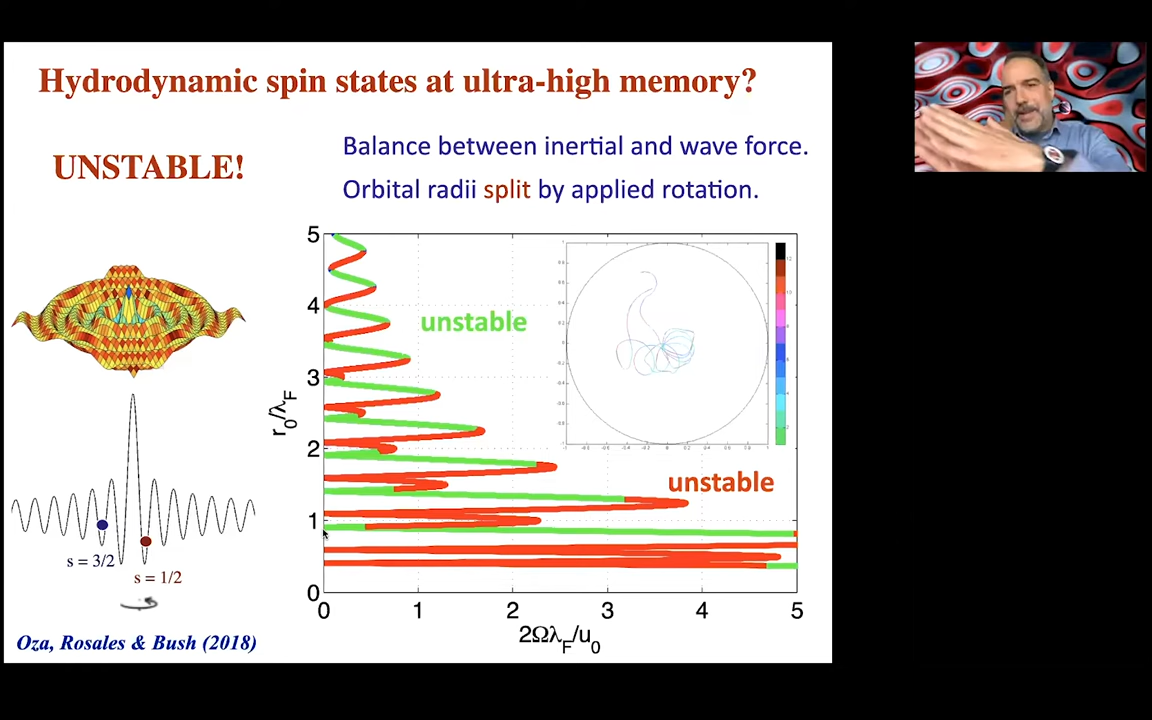 Hydrodynamic spin states at ultra-high memory?
UNSTABLE!
Balance between inertial and wave force.
Orbital radii split by applied rotation.
5
4
3
2
1
0
r0/λF
unstable
unstable
0 1 2 3 4 5
2ΩλF/u0
s = 3/2
s = 1/2
Oza, Rosales & Bush (2018)